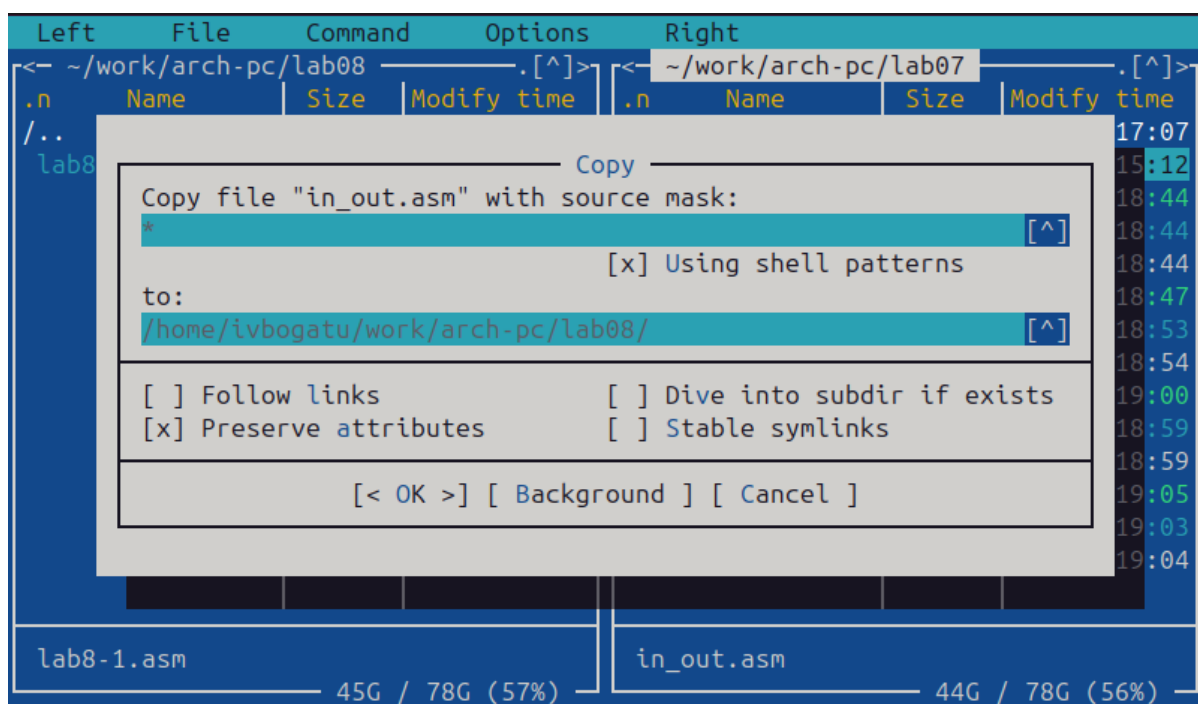 Left File Command Options Right
<─ ~/work/arch-pc/lab08 ─.[^]> <─ ~/work/arch-pc/lab07 ─.[^]>
.n Name Size Modify time .n Name Size Modify time
/.. 17:07
lab8 Copy 15:12
Copy file "in_out.asm" with source mask: 18:44
* [^] 18:44
[x] Using shell patterns 18:44
to: 18:47
/home/ivbogatu/work/arch-pc/lab08/ [^] 18:53
18:54
[ ] Follow links [ ] Dive into subdir if exists 19:00
[x] Preserve attributes [ ] Stable symlinks 18:59
18:59
[< OK >] [ Background ] [ Cancel ] 19:05
19:03
19:04
lab8-1.asm in_out.asm
45G / 78G (57%) 44G / 78G (56%)